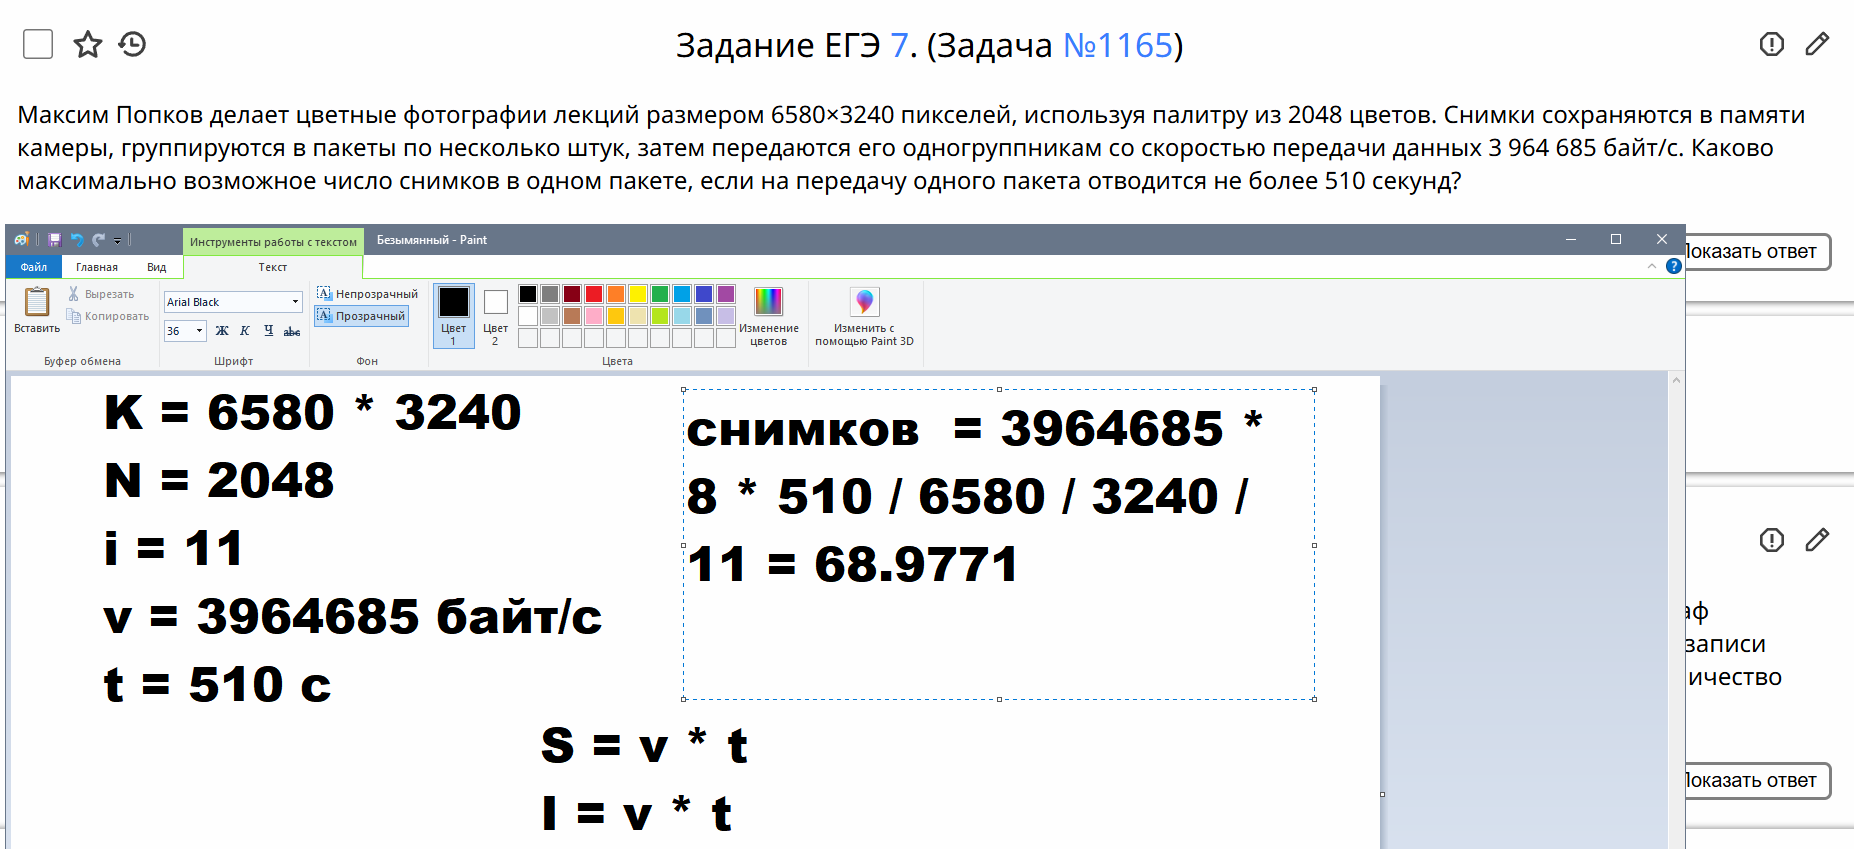 Задание ЕГЭ 7. (Задача №1165)
Максим Попков делает цветные фотографии лекций размером 6580×3240 пикселей, используя палитру из 2048 цветов. Снимки сохраняются в памяти
камеры, группируются в пакеты по несколько штук, затем передаются его одногруппникам со скоростью передачи данных 3 964 685 байт/с. Каково
максимально возможное число снимков в одном пакете, если на передачу одного пакета отводится не более 510 секунд?
Инструменты работы с текстом
Безымянный - Paint
Показать ответ
Файл
Главная
Вид
Текст
Вставить
Вырезать
Копировать
Буфер обмена
Arial Black
36
Ж К Ч abc
Шрифт
Непрозрачный
Прозрачный
Фон
Цвет
1
Цвет
2
Цвета
Изменение
цветов
Изменить с
помощью Paint 3D
K = 6580 * 3240
N = 2048
i = 11
v = 3964685 байт/с
t = 510 с
снимков = 3964685 *
8 * 510 / 6580 / 3240 /
11 = 68.9771
S = v * t
I = v * t
аф
записи
ичество
Показать ответ